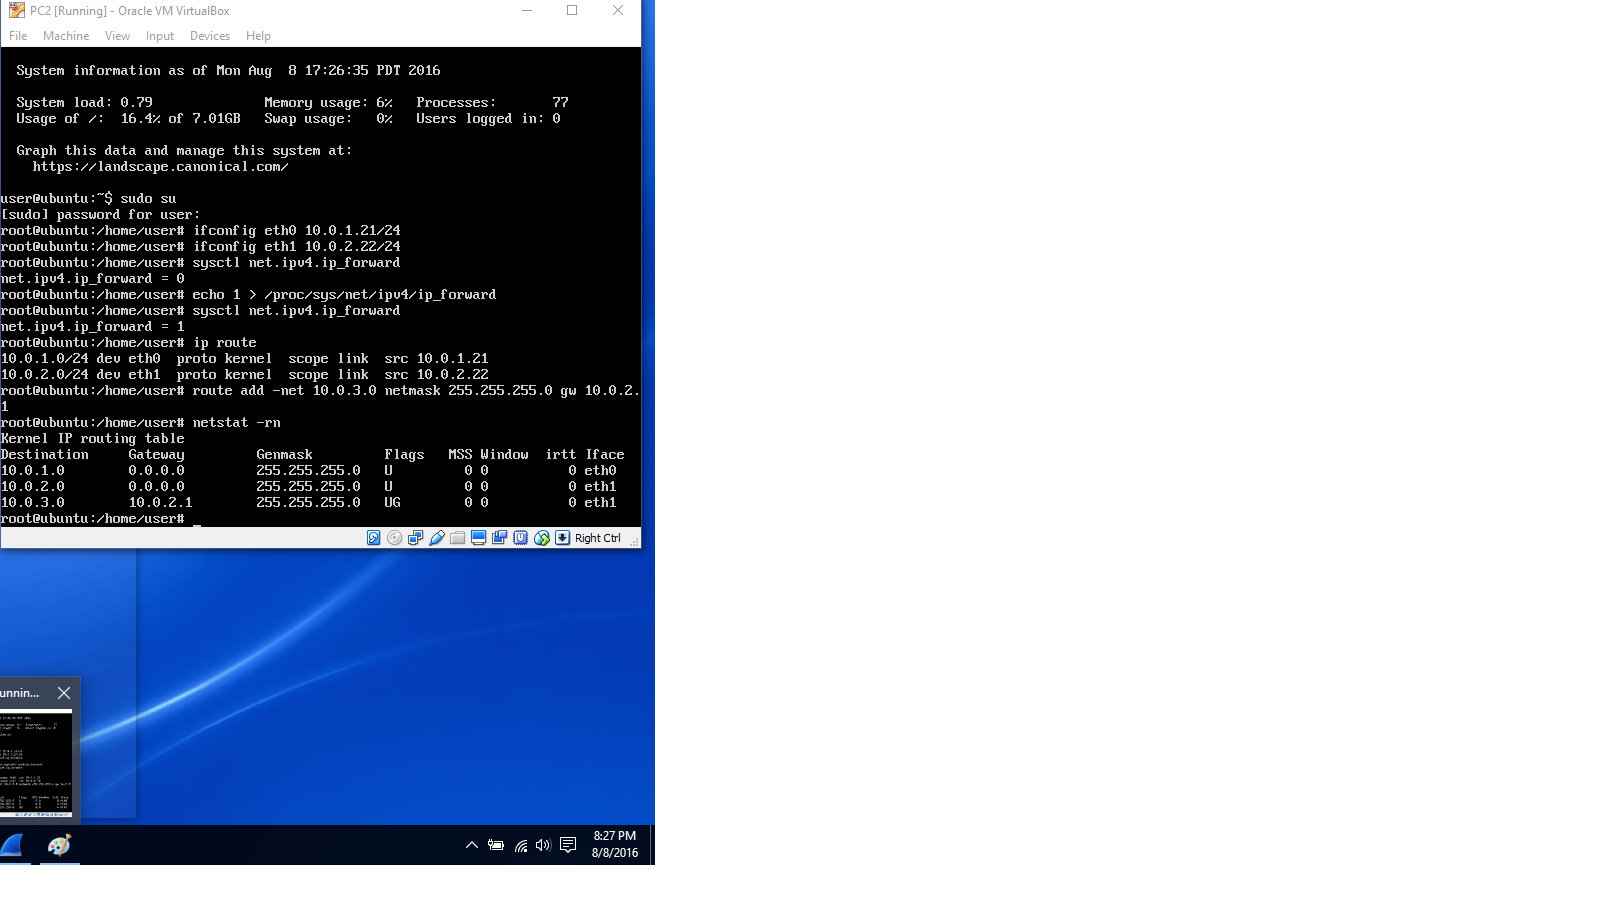 PC2 [Running] - Oracle VM VirtualBox
File Machine View Input Devices Help
System information as of Mon Aug  8 17:26:35 PDT 2016
System load: 0.79 Memory usage: 6% Processes: 77
Usage of /: 16.4% of 7.01GB Swap usage: 0% Users logged in: 0
Graph this data and manage this system at:
https://landscape.canonical.com/
user@ubuntu:~$ sudo su
[sudo] password for user:
root@ubuntu:/home/user# ifconfig eth0 10.0.1.21/24
root@ubuntu:/home/user# ifconfig eth1 10.0.2.22/24
root@ubuntu:/home/user# sysctl net.ipv4.ip_forward
net.ipv4.ip_forward = 0
root@ubuntu:/home/user# echo 1 > /proc/sys/net/ipv4/ip_forward
root@ubuntu:/home/user# sysctl net.ipv4.ip_forward
net.ipv4.ip_forward = 1
root@ubuntu:/home/user# ip route
10.0.1.0/24 dev eth0  proto kernel  scope link  src 10.0.1.21
10.0.2.0/24 dev eth1  proto kernel  scope link  src 10.0.2.22
root@ubuntu:/home/user# route add -net 10.0.3.0 netmask 255.255.255.0 gw 10.0.2.
1
root@ubuntu:/home/user# netstat -rn
Kernel IP routing table
Destination Gateway Genmask Flags MSS Window irtt Iface
10.0.1.0 0.0.0.0 255.255.255.0 U 0 0 0 eth0
10.0.2.0 0.0.0.0 255.255.255.0 U 0 0 0 eth1
10.0.3.0 10.0.2.1 255.255.255.0 UG 0 0 0 eth1
root@ubuntu:/home/user# _
Right Ctrl
unnin...
8:27 PM
8/8/2016